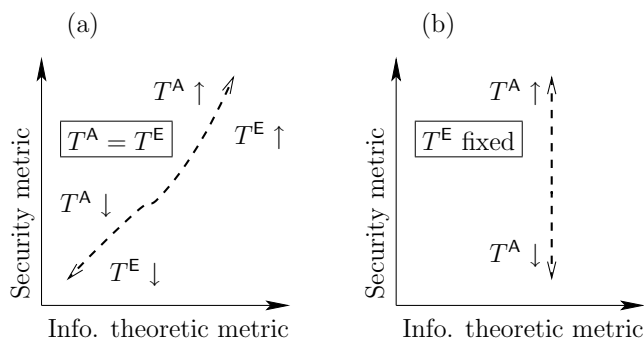 (a)
Security metric
T^A ↑
T^A = T^E
T^E ↑
T^A ↓
T^E ↓
Info. theoretic metric
(b)
Security metric
T^A ↑
T^E fixed
T^A ↓
Info. theoretic metric